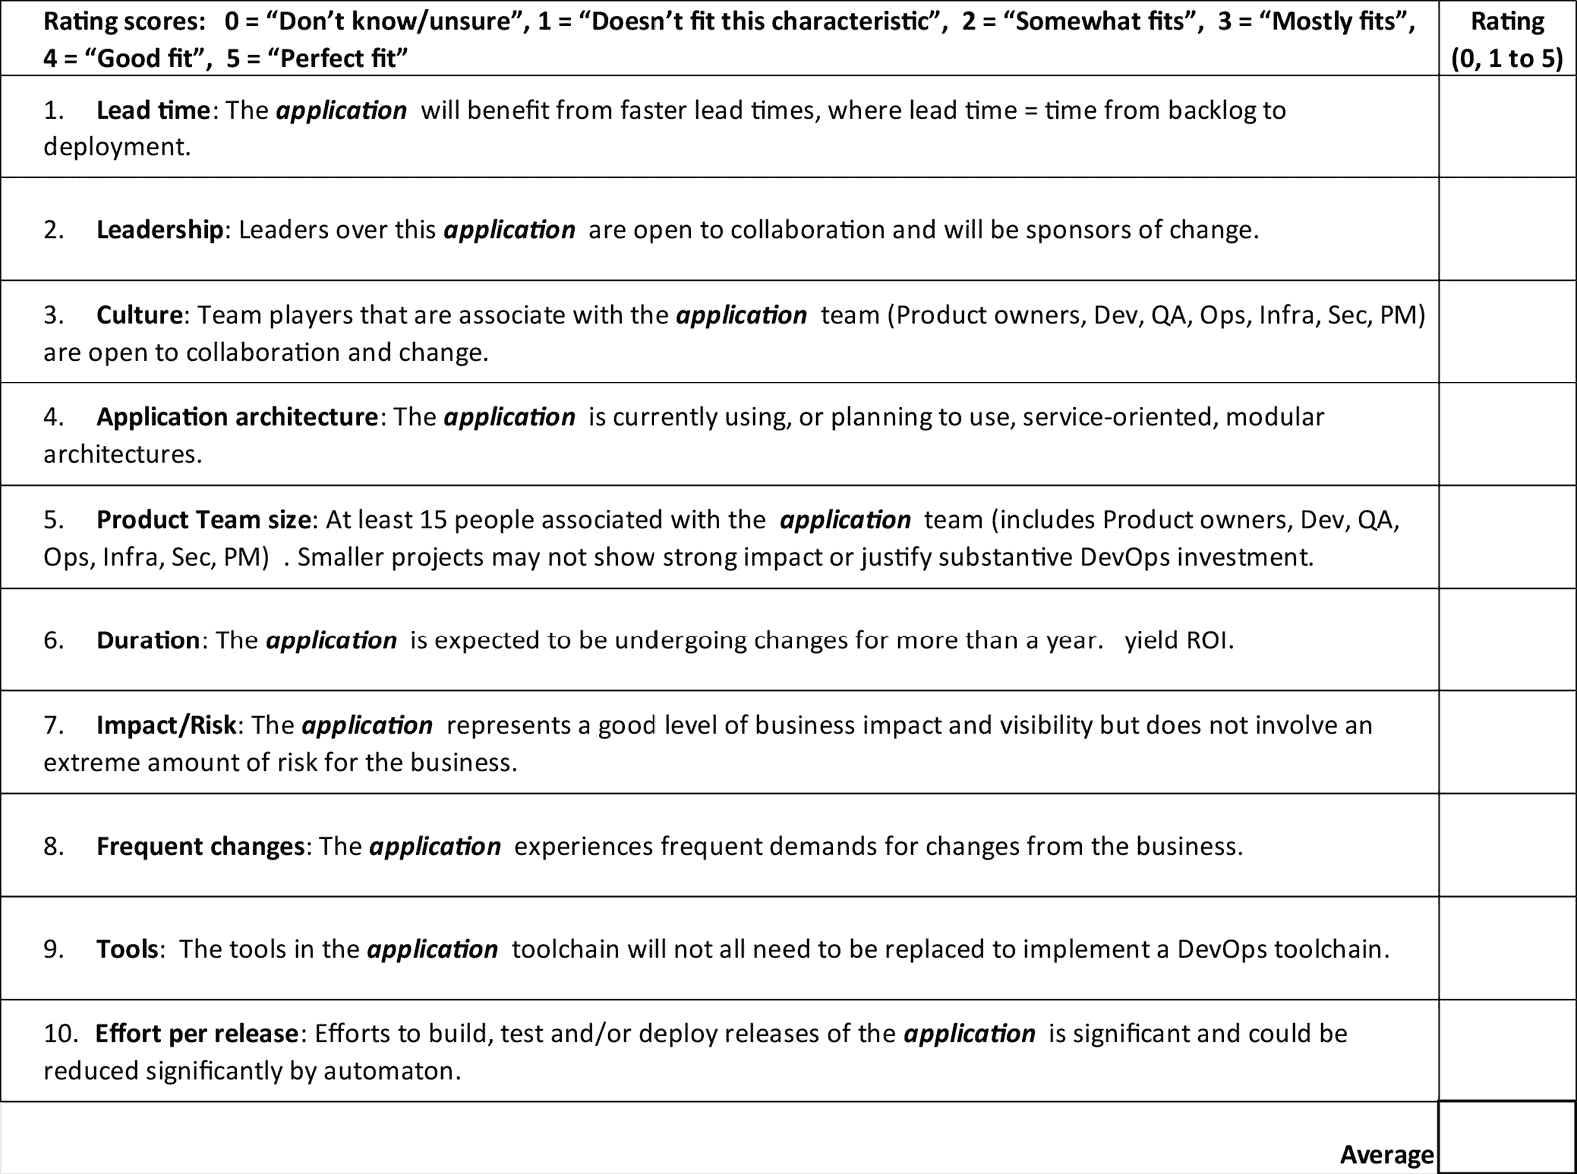 Rating scores:   0 = “Don’t know/unsure”, 1 = “Doesn’t fit this characteristic”,  2 = “Somewhat fits”,  3 = “Mostly fits”,
4 = “Good fit”,  5 = “Perfect fit”
Rating
(0, 1 to 5)
1. Lead time: The application will benefit from faster lead times, where lead time = time from backlog to
deployment.
2. Leadership: Leaders over this application are open to collaboration and will be sponsors of change.
3. Culture: Team players that are associate with the application team (Product owners, Dev, QA, Ops, Infra, Sec, PM)
are open to collaboration and change.
4. Application architecture: The application is currently using, or planning to use, service-oriented, modular
architectures.
5. Product Team size: At least 15 people associated with the application team (includes Product owners, Dev, QA,
Ops, Infra, Sec, PM)  . Smaller projects may not show strong impact or justify substantive DevOps investment.
6. Duration: The application is expected to be undergoing changes for more than a year.   yield ROI.
7. Impact/Risk: The application represents a good level of business impact and visibility but does not involve an
extreme amount of risk for the business.
8. Frequent changes: The application experiences frequent demands for changes from the business.
9. Tools:  The tools in the application toolchain will not all need to be replaced to implement a DevOps toolchain.
10. Effort per release: Efforts to build, test and/or deploy releases of the application is significant and could be
reduced significantly by automaton.
Average